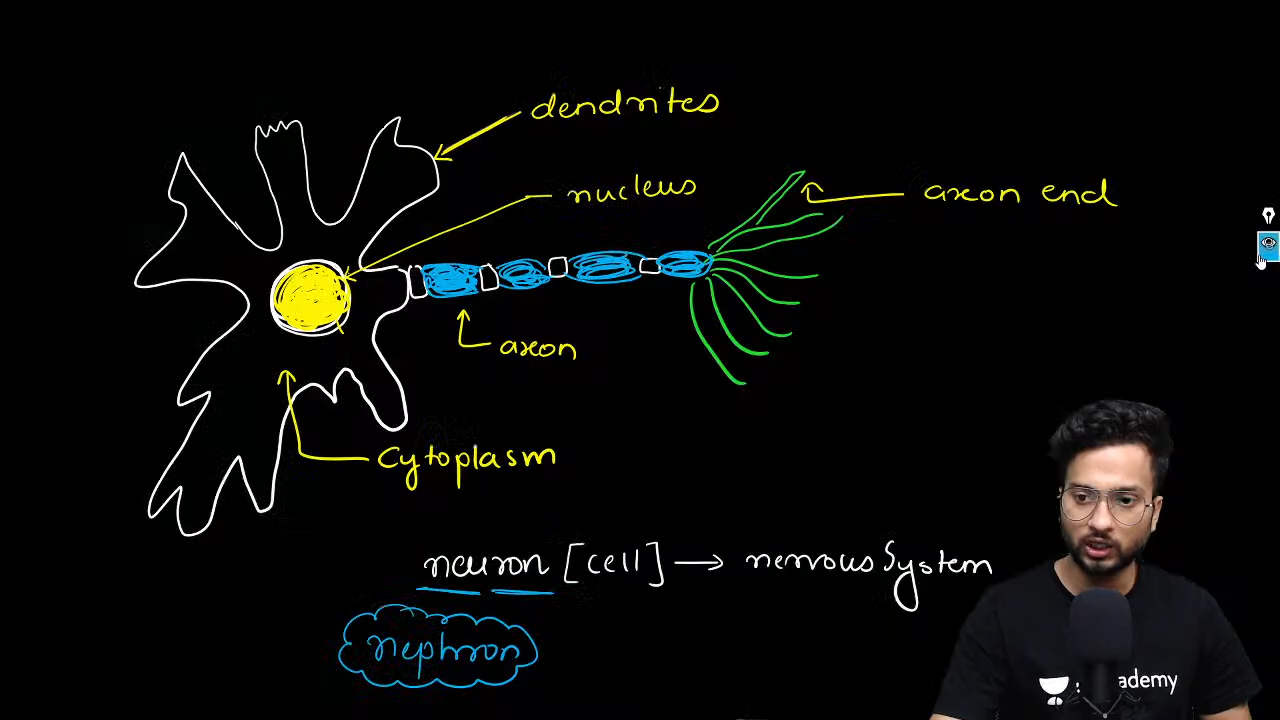 dendrites
nucleus
axon end
axon
Cytoplasm
neuron [cell] → nervous System
nephron
ademy